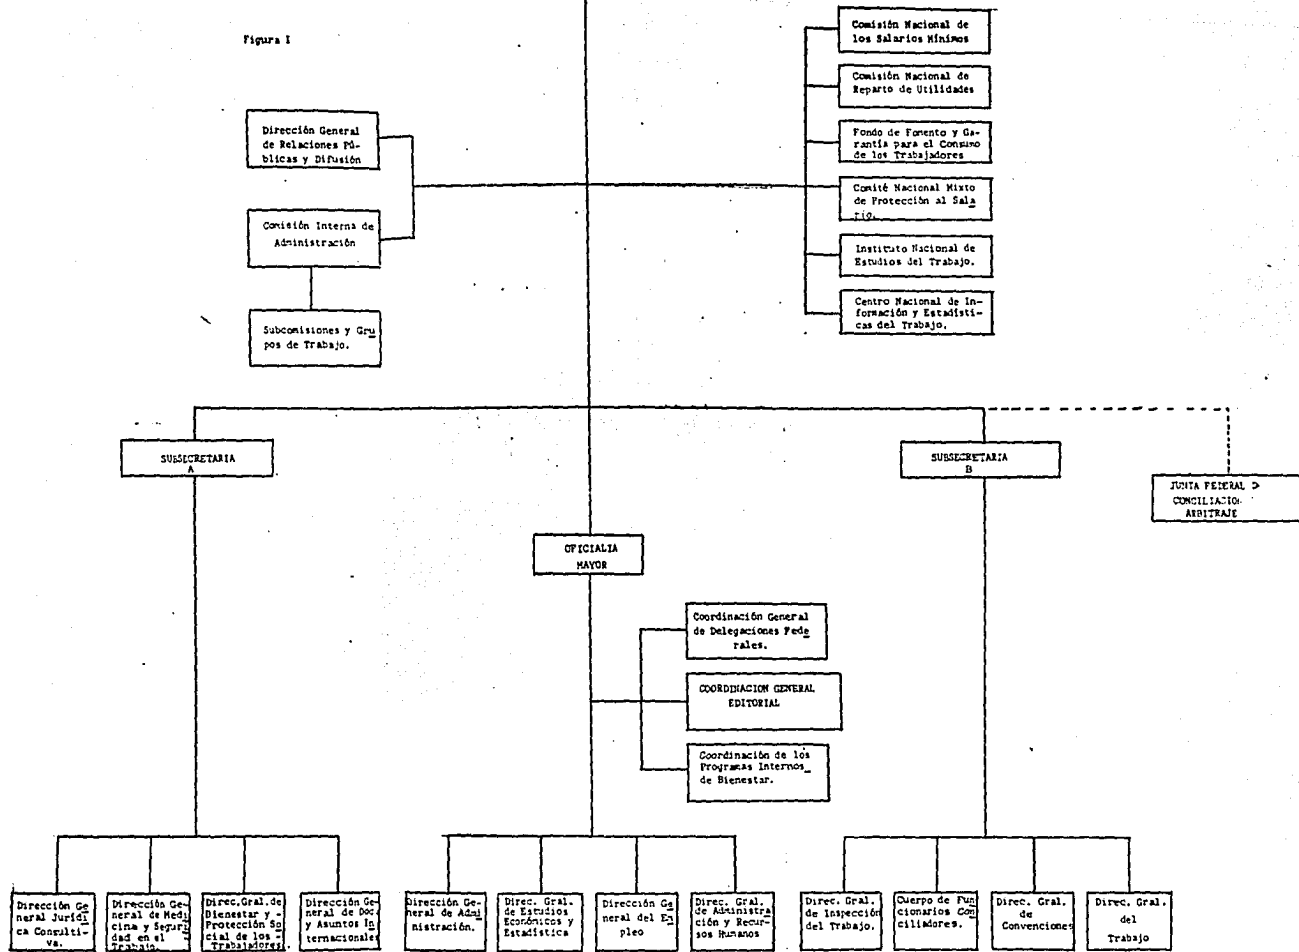 Figura I
Comisión Nacional de
los Salarios Mínimos
Comisión Nacional de
Reparto de Utilidades
Fondo de Fomento y Ga-
rantía para el Consumo
de los Trabajadores
Comité Nacional Mixto
de Protección al Sala
rio.
Instituto Nacional de
Estudios del Trabajo.
Centro Nacional de In-
formación y Estadísti-
cas del Trabajo.
Dirección General
de Relaciones Pú-
blicas y Difusión
Comisión Interna de
Administración
Subcomisiones y Gru
pos de Trabajo.
SUBSECRETARIA
A
SUBSECRETARIA
B
JUNTA FEDERAL
CONCILIACION
ARBITRAJE
OFICIALIA
MAYOR
Coordinación General
de Delegaciones Fede
rales.
COORDINACION GENERAL
EDITORIAL
Coordinación de los
Programas Internos
de Bienestar.
Dirección Ge
neral Jurídi
ca Consulti-
va.
Dirección Ge-
neral de Medi
cina y Seguri
dad en el
Trabajo.
Direc.Gral.de
Bienestar y -
Protección So
cial de los -
Trabajadores.
Dirección Ge-
neral de Doc.
y Asuntos In
ternacionales
Dirección Ge-
neral de Admi
nistración.
Direc. Gral.
de Estudios
Económicos y
Estadística
Dirección Ge
neral del Em
pleo
Direc. Gral.
de Administra
ción y Recur-
sos Humanos
Direc. Gral.
de Inspección
del Trabajo.
Cuerpo de Fun
cionarios Con
ciliadores.
Direc. Gral.
de
Convenciones
Direc. Gral.
del
Trabajo